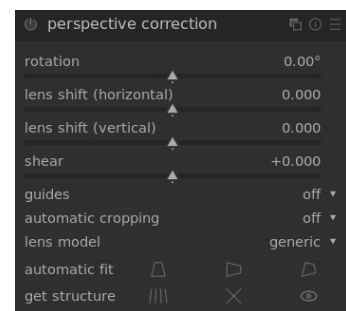 perspective correction
rotation 0.00°
lens shift (horizontal) 0.000
lens shift (vertical) 0.000
shear +0.000
guides off
automatic cropping off
lens model generic
automatic fit
get structure